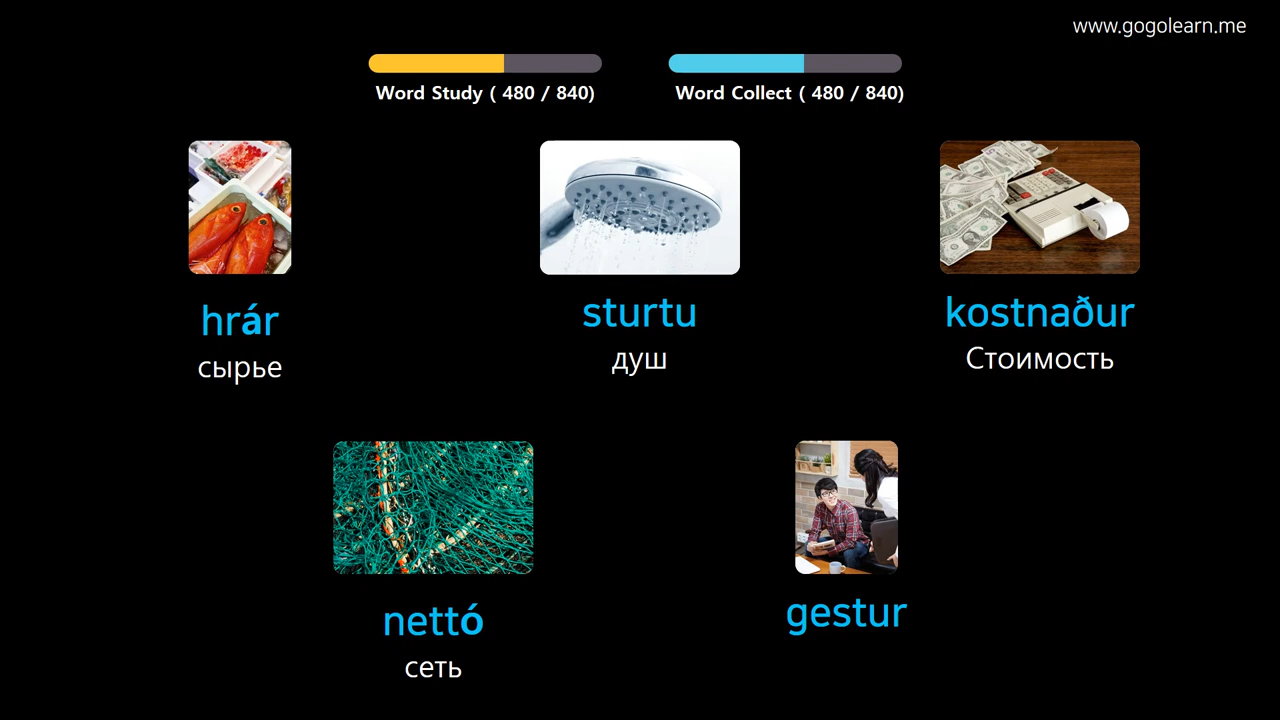 www.gogolearn.me
Word Study ( 480 / 840)
Word Collect ( 480 / 840)
hrár
сырье
sturtu
душ
kostnaður
Стоимость
nettó
сеть
gestur